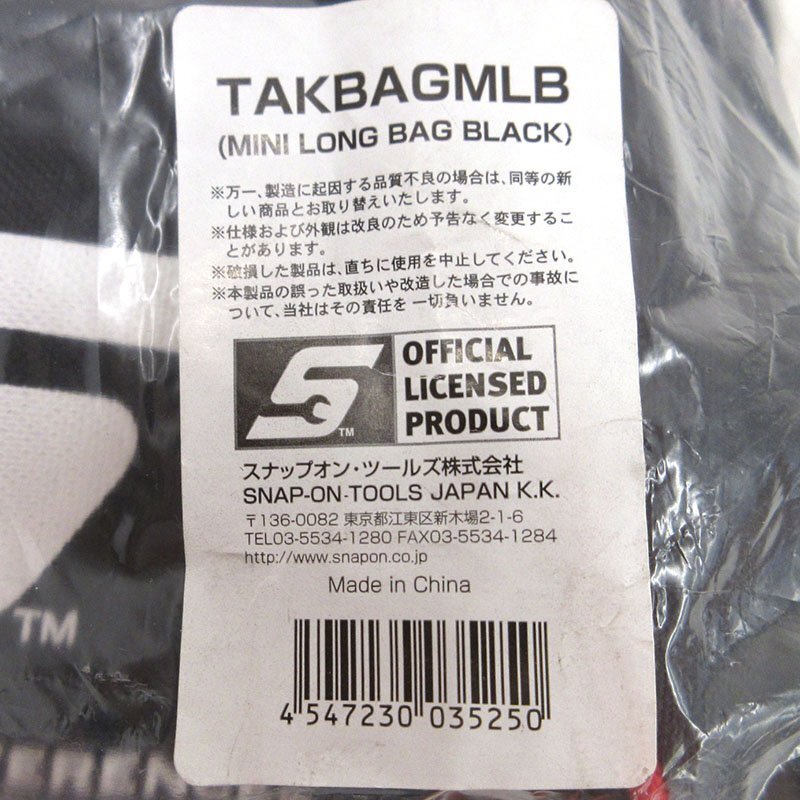 TAKBAGMLB
(MINI LONG BAG BLACK)
※万一、製造に起因する品質不良の場合は、同等の新
しい商品とお取り替えいたします。
※仕様および外観は改良のため予告なく変更するこ
とがあります。
※破損した製品は、直ちに使用を中止してください。
※本製品の誤った取扱いや改造した場合での事故に
ついて、当社はその責任を一切負いません。
S
TM
OFFICIAL
LICENSED
PRODUCT
スナップオン・ツールズ株式会社
SNAP-ON-TOOLS JAPAN K.K.
〒136-0082 東京都江東区新木場2-1-6
TEL03-5534-1280 FAX03-5534-1284
http://www.snapon.co.jp
Made in China
4 547230 035250
TM